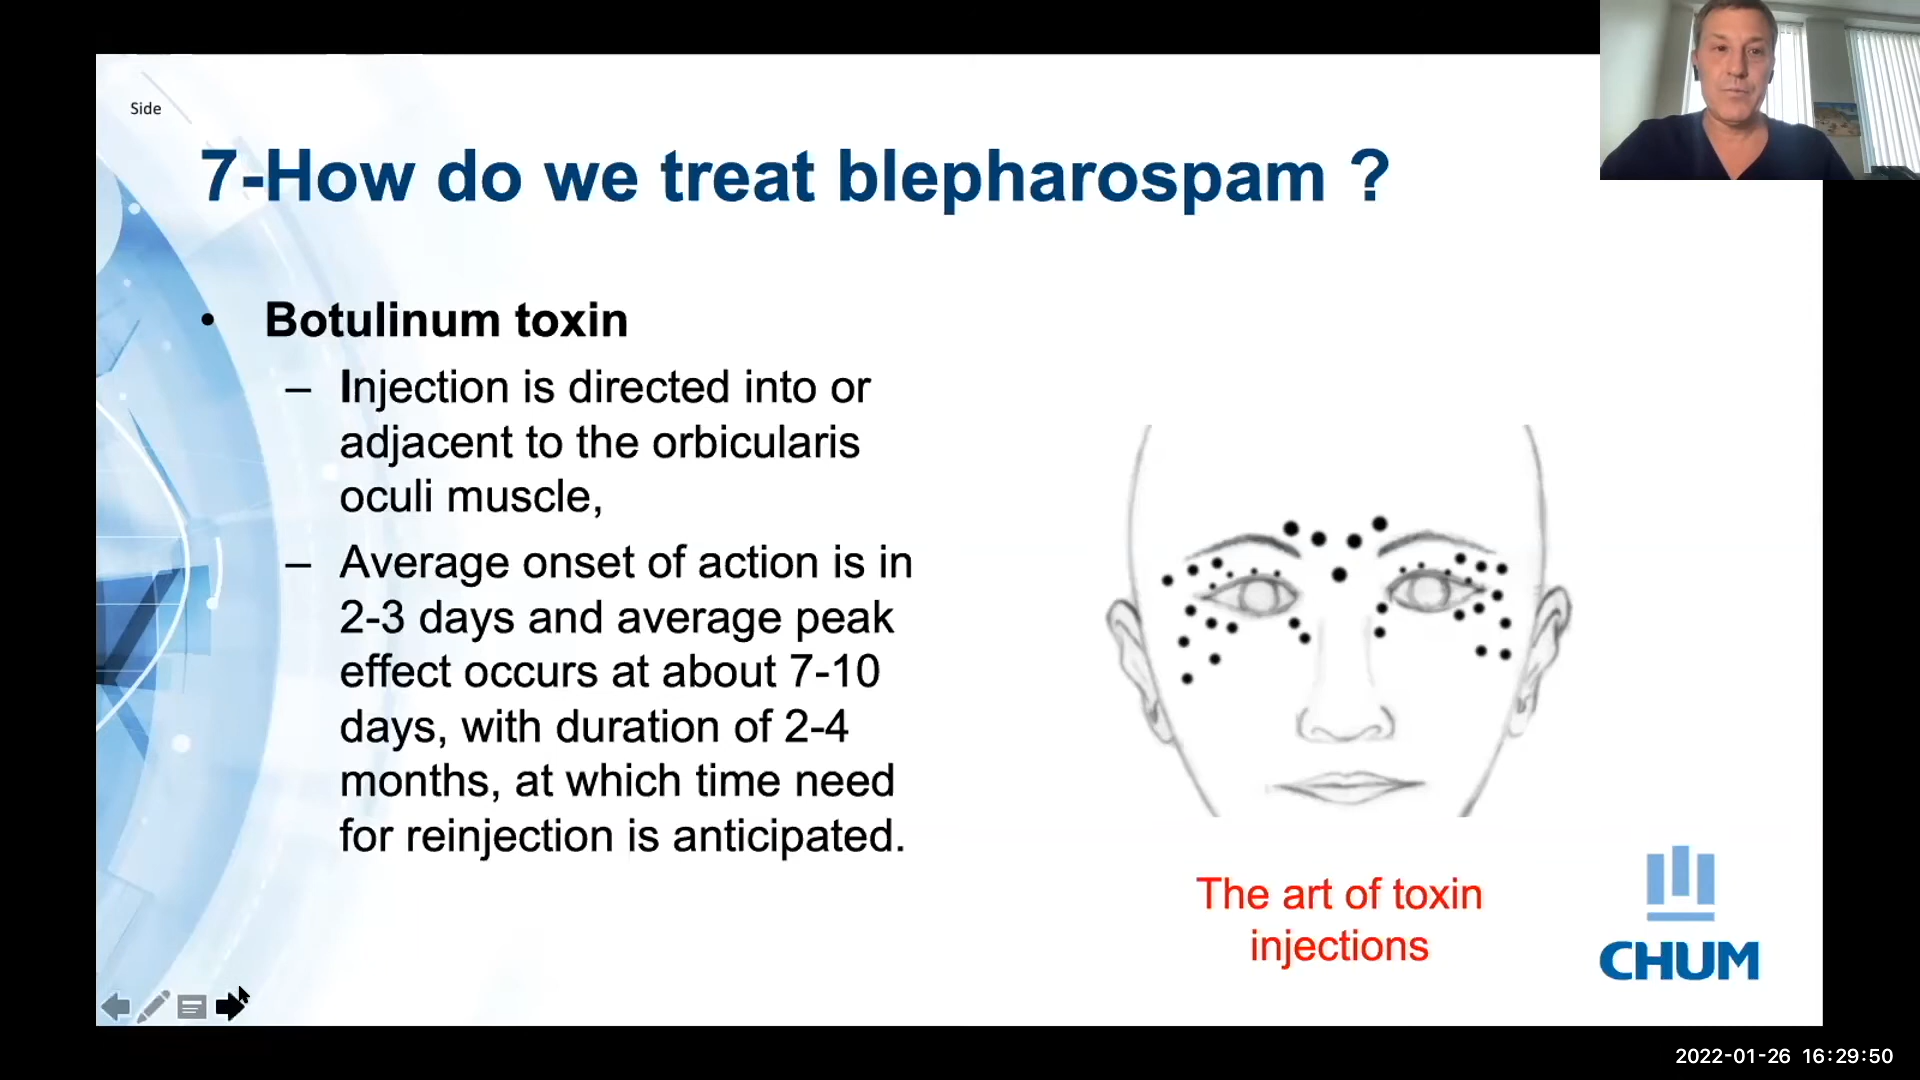 Side
7-How do we treat blepharospam ?
• Botulinum toxin
– Injection is directed into or
adjacent to the orbicularis
oculi muscle,
– Average onset of action is in
2-3 days and average peak
effect occurs at about 7-10
days, with duration of 2-4
months, at which time need
for reinjection is anticipated.
The art of toxin
injections
CHUM
2022-01-26 16:29:50